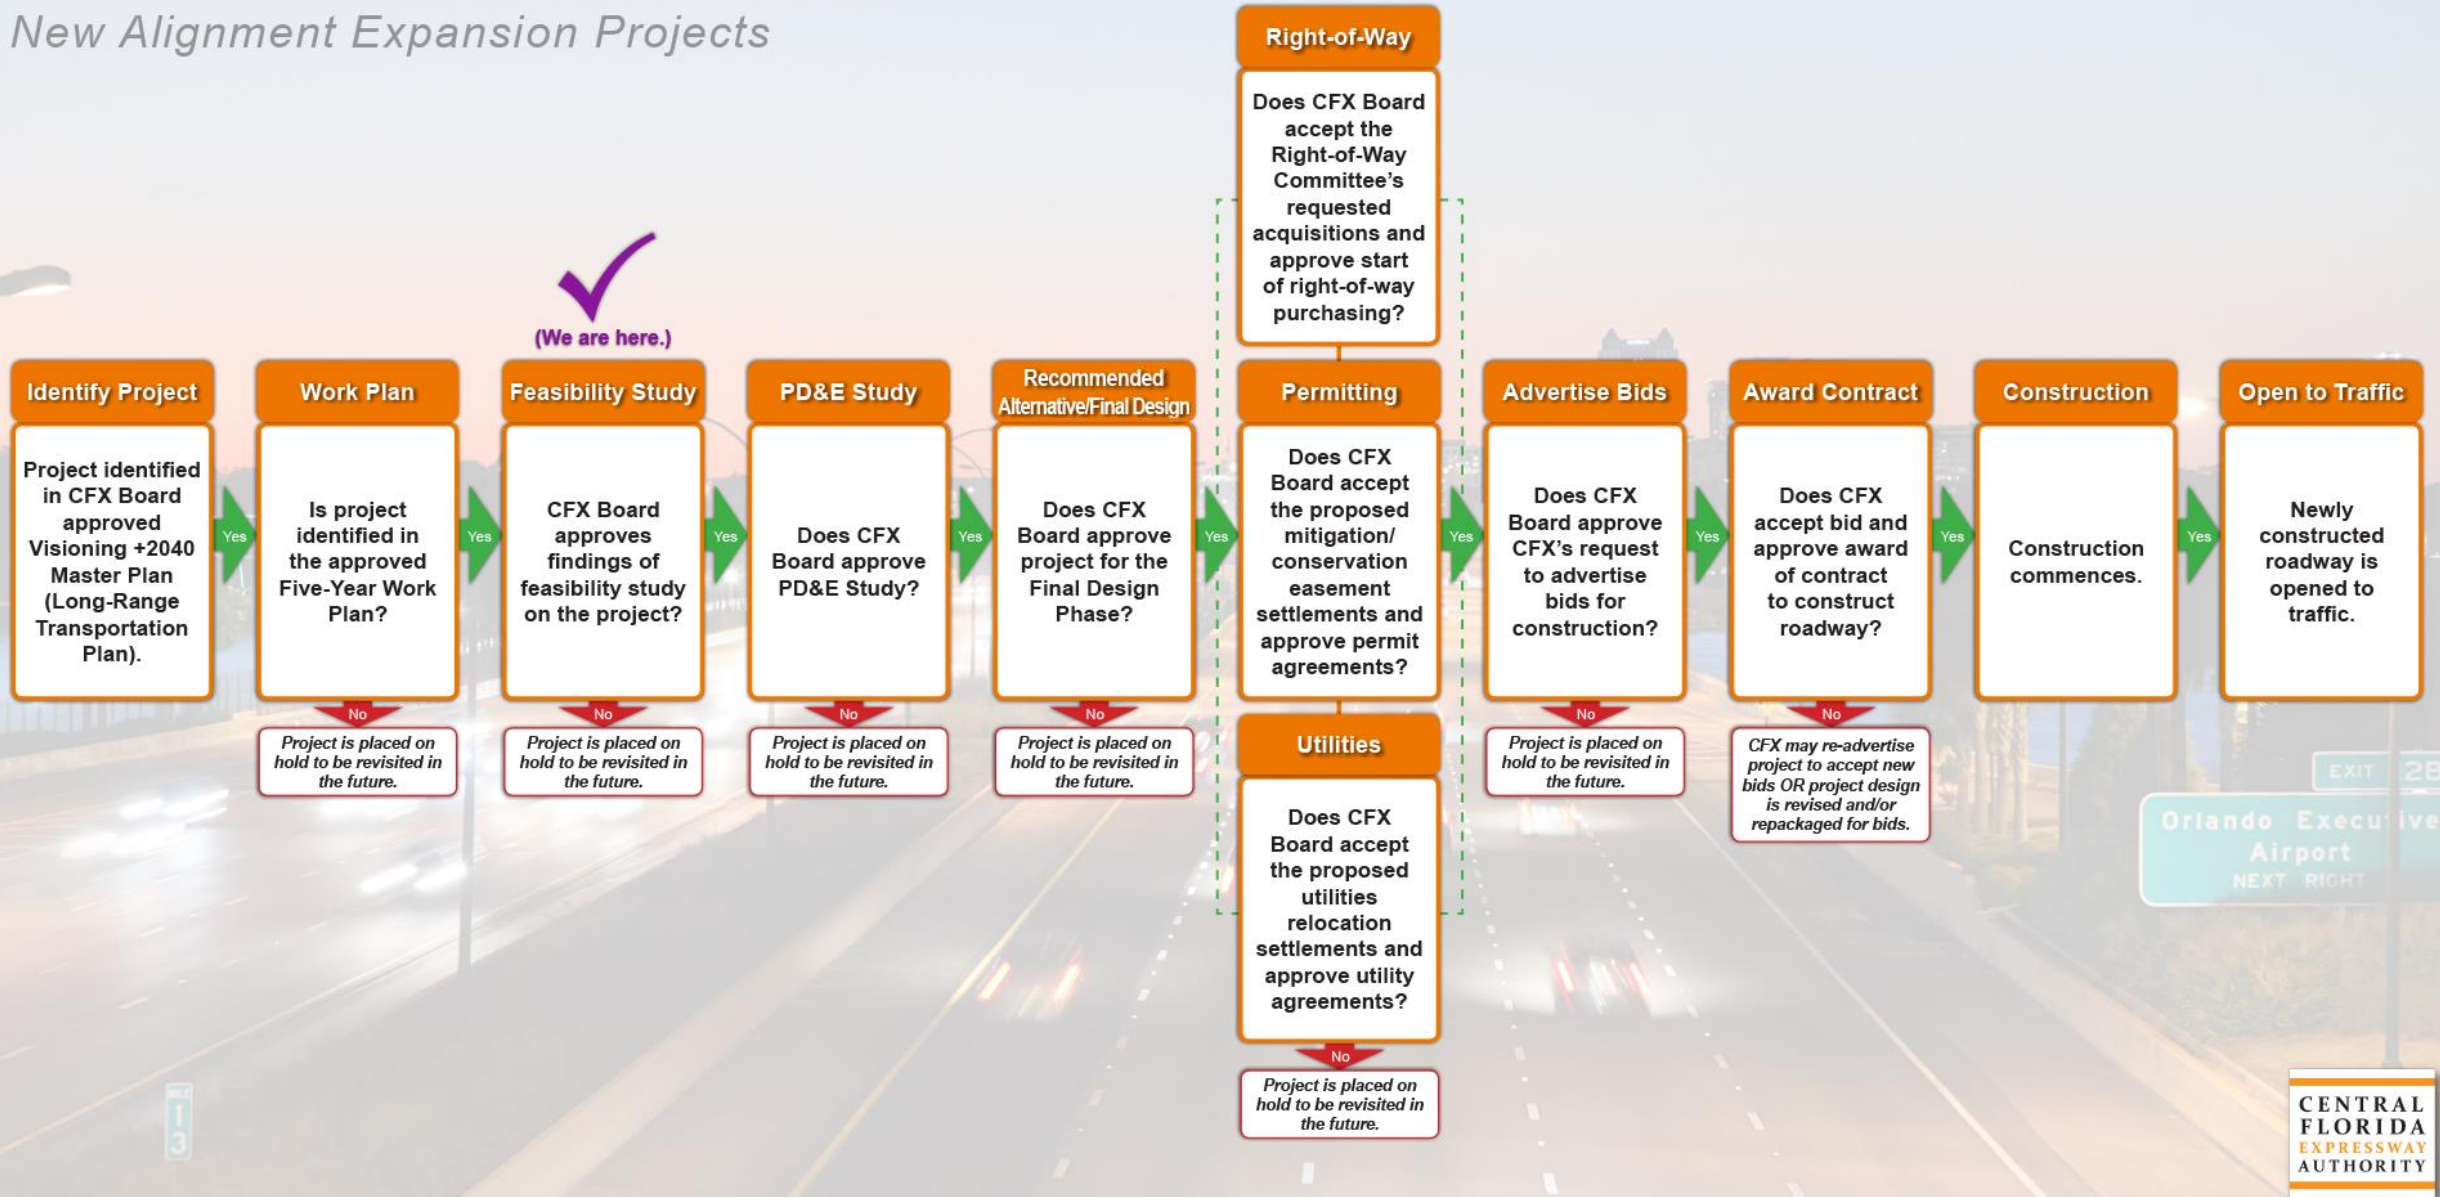 New Alignment Expansion Projects
Right-of-Way
Does CFX Board
accept the
Right-of-Way
Committee’s
requested
acquisitions and
approve start
of right-of-way
purchasing?
(We are here.)
Identify Project
Project identified
in CFX Board
approved
Visioning +2040
Master Plan
(Long-Range
Transportation
Plan).
Yes
Work Plan
Is project
identified in
the approved
Five-Year Work
Plan?
No
Project is placed on
hold to be revisited in
the future.
Yes
Feasibility Study
CFX Board
approves
findings of
feasibility study
on the project?
No
Project is placed on
hold to be revisited in
the future.
Yes
PD&E Study
Does CFX
Board approve
PD&E Study?
No
Project is placed on
hold to be revisited in
the future.
Yes
Recommended
Alternative/Final Design
Does CFX
Board approve
project for the
Final Design
Phase?
No
Project is placed on
hold to be revisited in
the future.
Yes
Permitting
Does CFX
Board accept
the proposed
mitigation/
conservation
easement
settlements and
approve permit
agreements?
Utilities
Does CFX
Board accept
the proposed
utilities
relocation
settlements and
approve utility
agreements?
No
Project is placed on
hold to be revisited in
the future.
Yes
Advertise Bids
Does CFX
Board approve
CFX’s request
to advertise
bids for
construction?
No
Project is placed on
hold to be revisited in
the future.
Yes
Award Contract
Does CFX
accept bid and
approve award
of contract
to construct
roadway?
No
CFX may re-advertise
project to accept new
bids OR project design
is revised and/or
repackaged for bids.
Yes
Construction
Construction
commences.
Yes
Open to Traffic
Newly
constructed
roadway is
opened to
traffic.
EXIT 2B
Orlando Executive
Airport
NEXT RIGHT
MILE
1
3
CENTRAL
FLORIDA
EXPRESSWAY
AUTHORITY